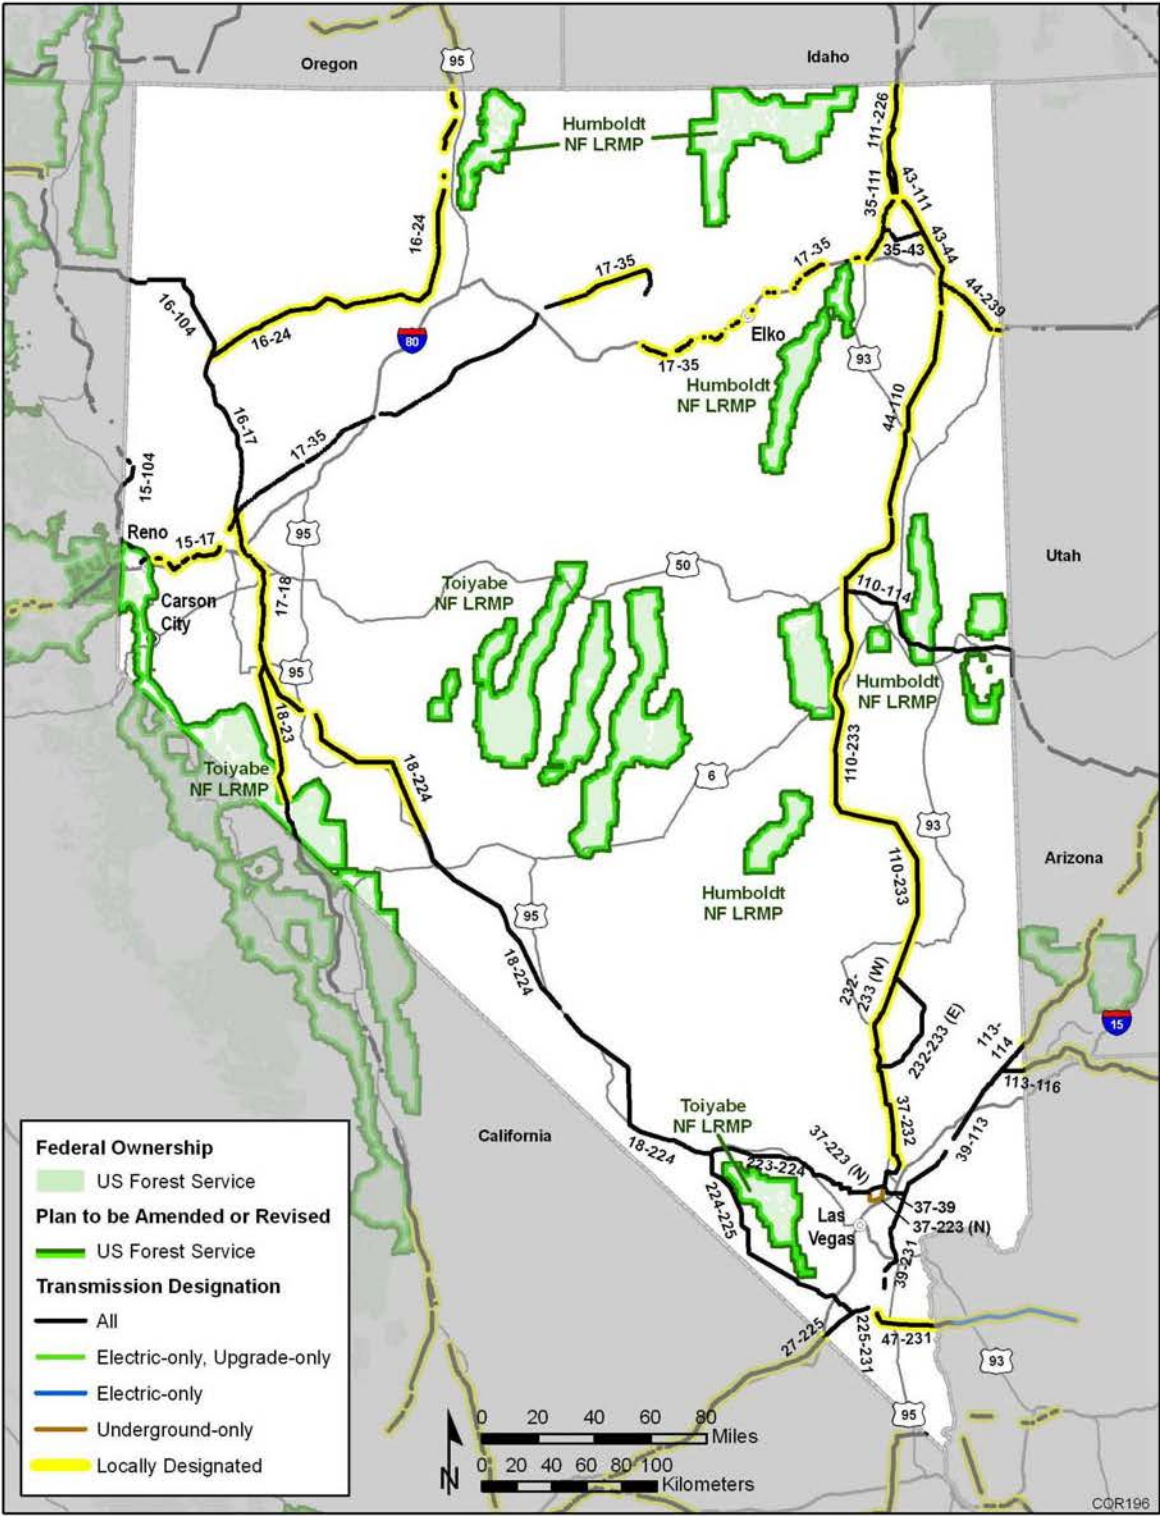 Oregon
95
Idaho
Humboldt
NF LRMP
111-226
35-111
43-111
16-24
43-44
35-43
17-35
17-35
44-239
16-104
16-24
80
Elko
17-35
93
Humboldt
NF LRMP
44-110
16-17
17-35
15-104
Reno
95
15-17
50
Utah
Toiyabe
NF LRMP
17-18
110-114
Carson
City
95
Humboldt
NF LRMP
18-23
110-233
Toiyabe
NF LRMP
18-224
6
93
Arizona
110-233
Humboldt
NF LRMP
95
18-224
232-
233 (W)
232-233 (E)
15
113-
114
113-116
Toiyabe
NF LRMP
37-232
California
39-113
18-224
37-223 (N)
223-224
224-225
37-39
37-223 (N)
Las
Vegas
39-231
27-225
225-231
47-231
93
95
Federal Ownership
US Forest Service
Plan to be Amended or Revised
US Forest Service
Transmission Designation
All
Electric-only, Upgrade-only
Electric-only
Underground-only
Locally Designated
N
0 20 40 60 80
Miles
0 20 40 60 80 100
Kilometers
COR196